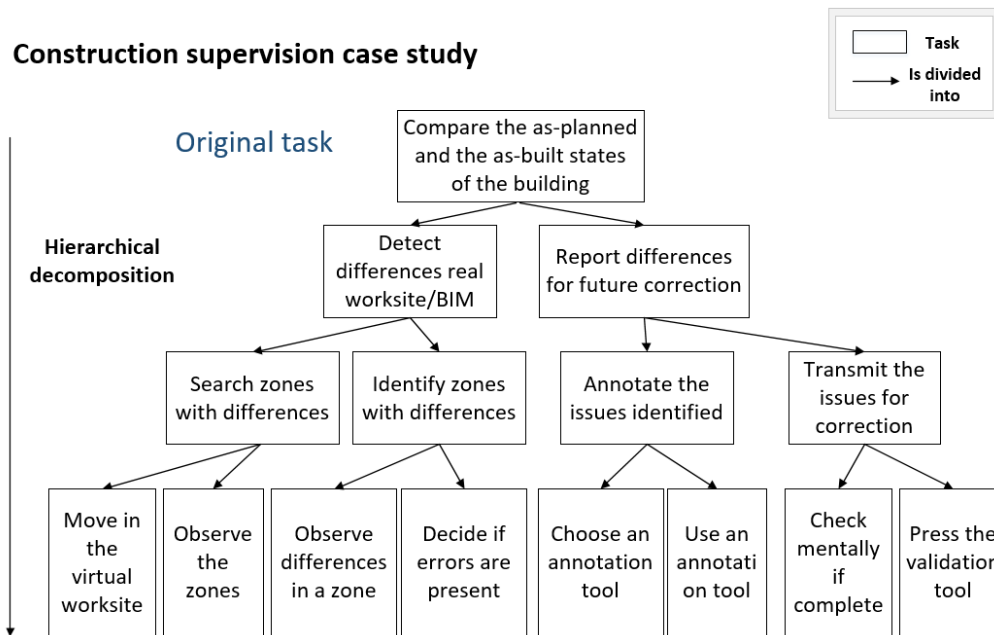 Construction supervision case study
Task
Is divided
into
Original task
Compare the as-planned
and the as-built states
of the building
Hierarchical
decomposition
Detect
differences real
worksite/BIM
Report differences
for future correction
Search zones
with differences
Identify zones
with differences
Annotate the
issues identified
Transmit the
issues for
correction
Move in
the
virtual
worksite
Observe
the
zones
Observe
differences
in a zone
Decide if
errors are
present
Choose an
annotation
tool
Use an
annotati
on tool
Check
mentally
if
complete
Press the
validation
tool